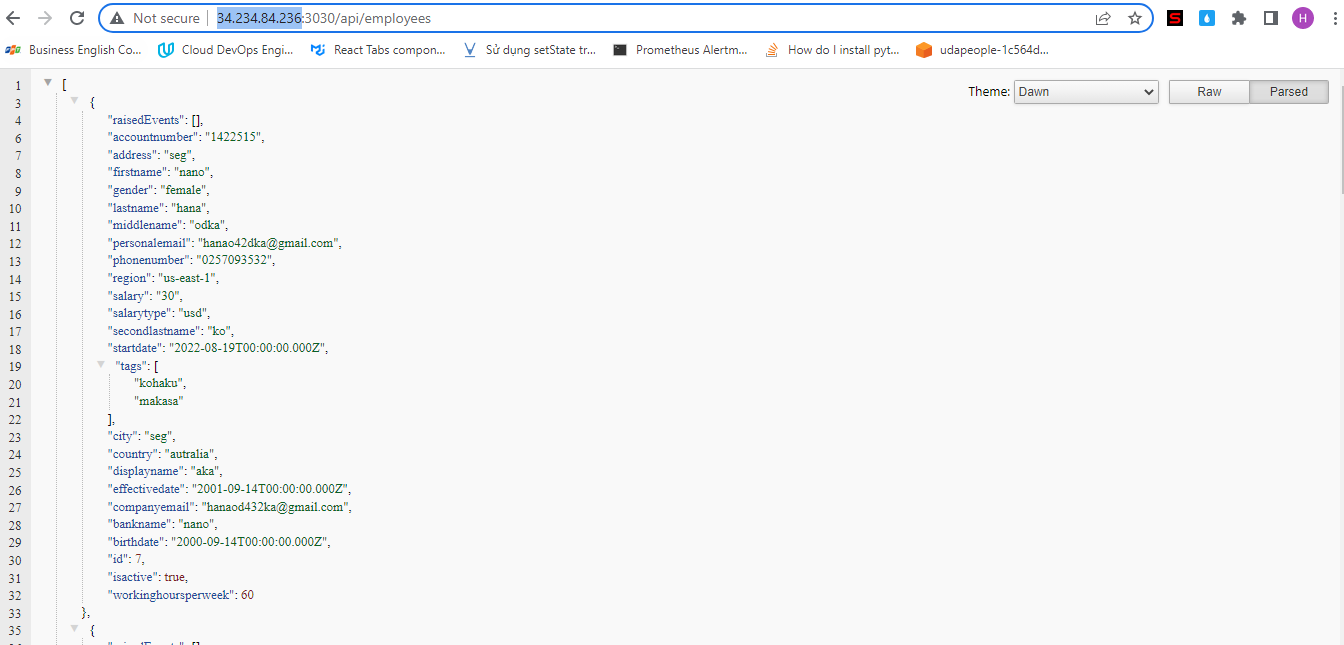 Not secure | 34.234.84.236:3030/api/employees
S
H
Business English Co... Cloud DevOps Engi... React Tabs compon... Sử dụng setState tr... Prometheus Alertm... How do I install pyt... udapeople-1c564d...
Theme: Dawn Raw Parsed
1 [
3 {
4 "raisedEvents": [],
6 "accountnumber": "1422515",
7 "address": "seg",
8 "firstname": "nano",
9 "gender": "female",
10 "lastname": "hana",
11 "middlename": "odka",
12 "personalemail": "hanao42dka@gmail.com",
13 "phonenumber": "0257093532",
14 "region": "us-east-1",
15 "salary": "30",
16 "salarytype": "usd",
17 "secondlastname": "ko",
18 "startdate": "2022-08-19T00:00:00.000Z",
19 "tags": [
20 "kohaku",
21 "makasa"
22 ],
23 "city": "seg",
24 "country": "autralia",
25 "displayname": "aka",
26 "effectivedate": "2001-09-14T00:00:00.000Z",
27 "companyemail": "hanaod432ka@gmail.com",
28 "bankname": "nano",
29 "birthdate": "2000-09-14T00:00:00.000Z",
30 "id": 7,
31 "isactive": true,
32 "workinghoursperweek": 60
33 },
35 {